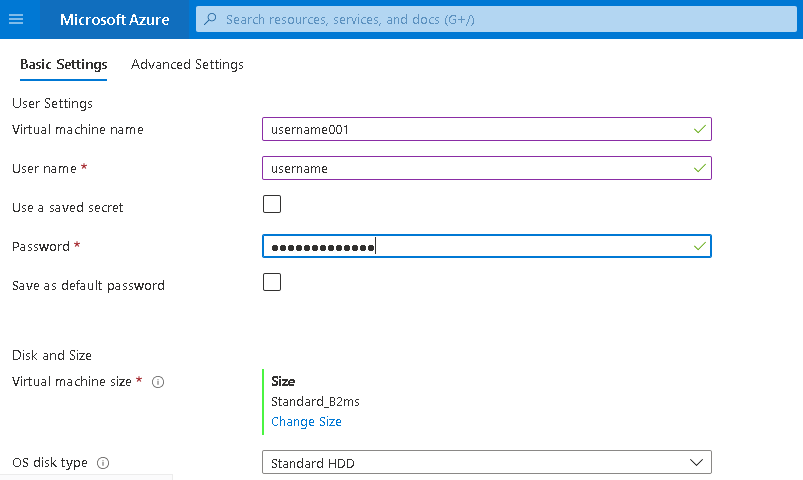 Microsoft Azure
Search resources, services, and docs (G+/)
Basic Settings
Advanced Settings
User Settings
Virtual machine name
username001
User name *
username
Use a saved secret
Password *
●●●●●●●●●●●●●
Save as default password
Disk and Size
Virtual machine size *
Size
Standard_B2ms
Change Size
OS disk type
Standard HDD